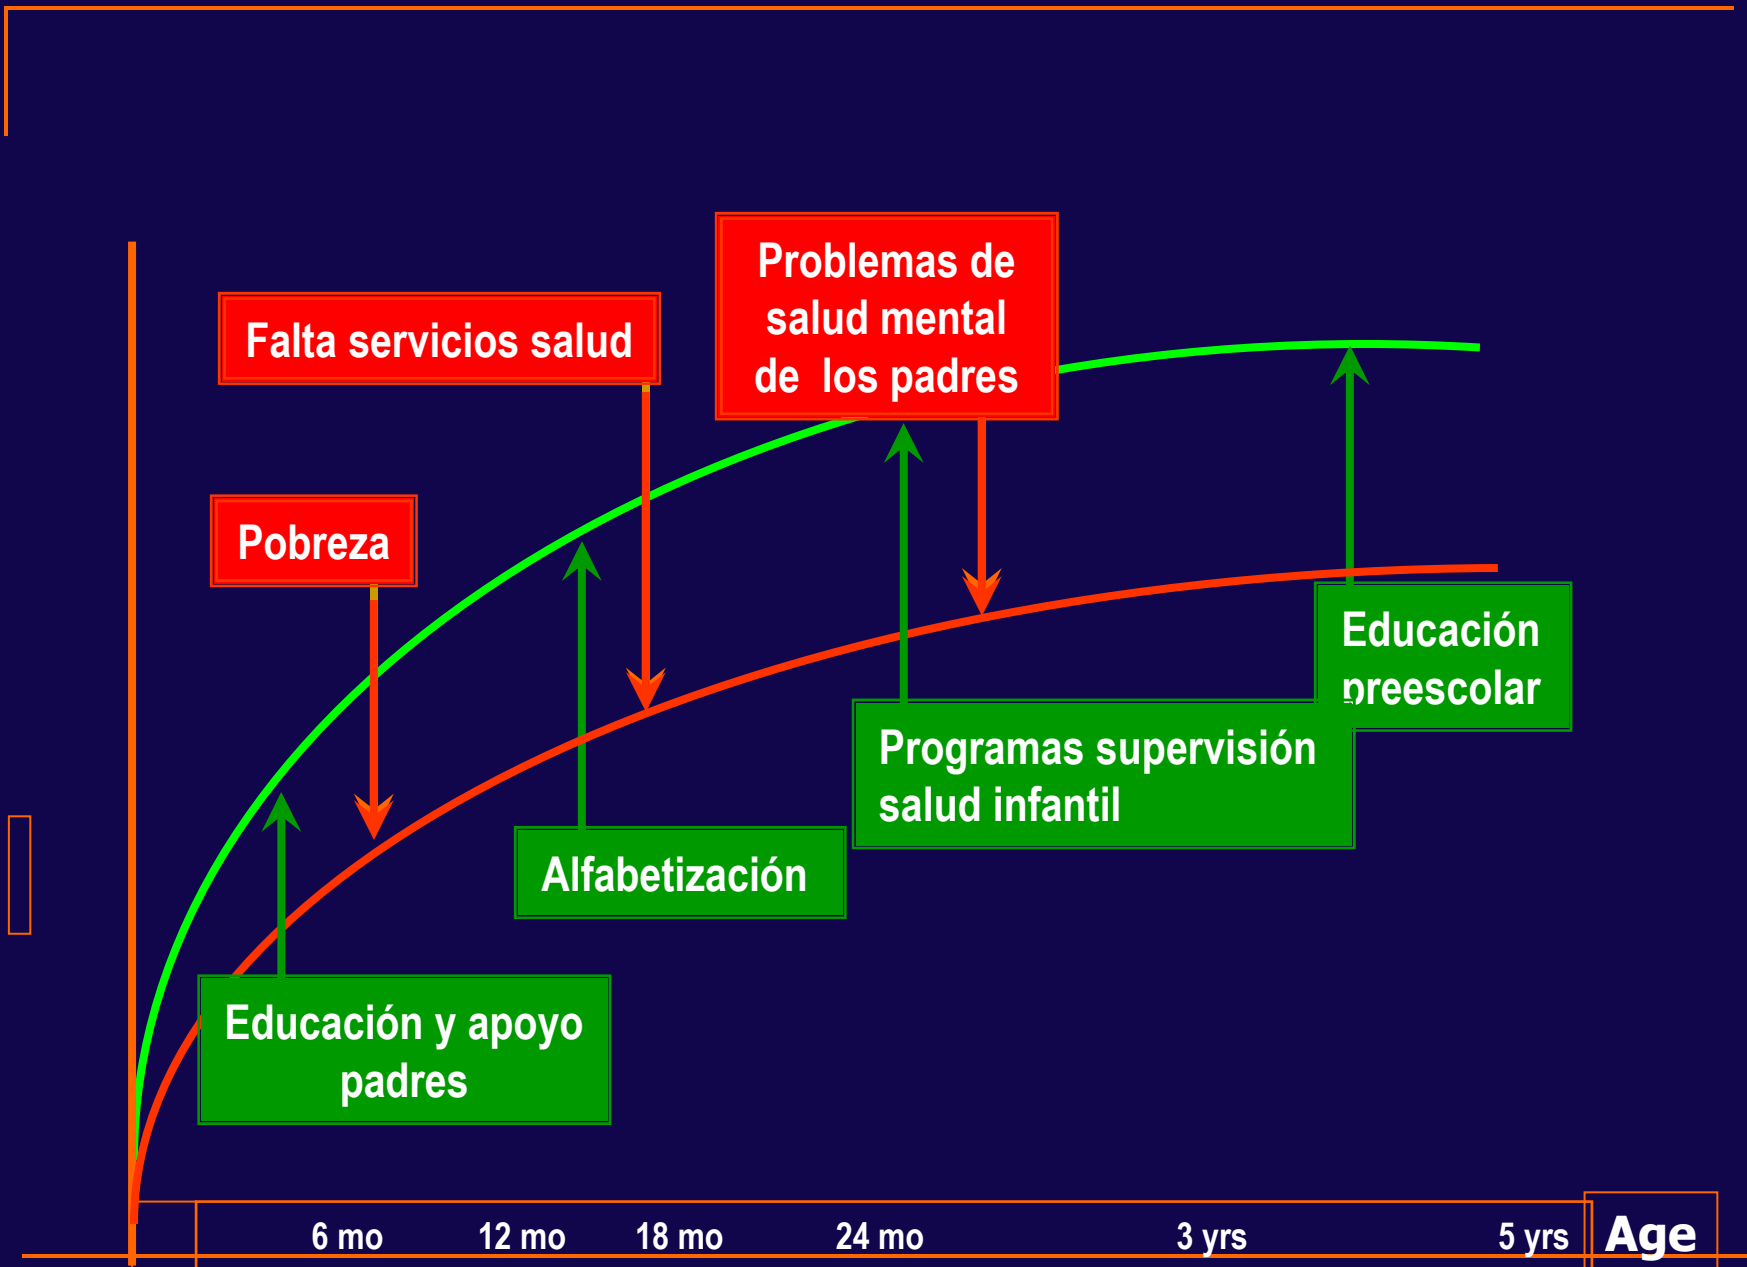 Problemas de
salud mental
de los padres
Falta servicios salud
Pobreza
Educación
preescolar
Programas supervisión
salud infantil
Alfabetización
Educación y apoyo
padres
6 mo 12 mo 18 mo 24 mo 3 yrs 5 yrs Age